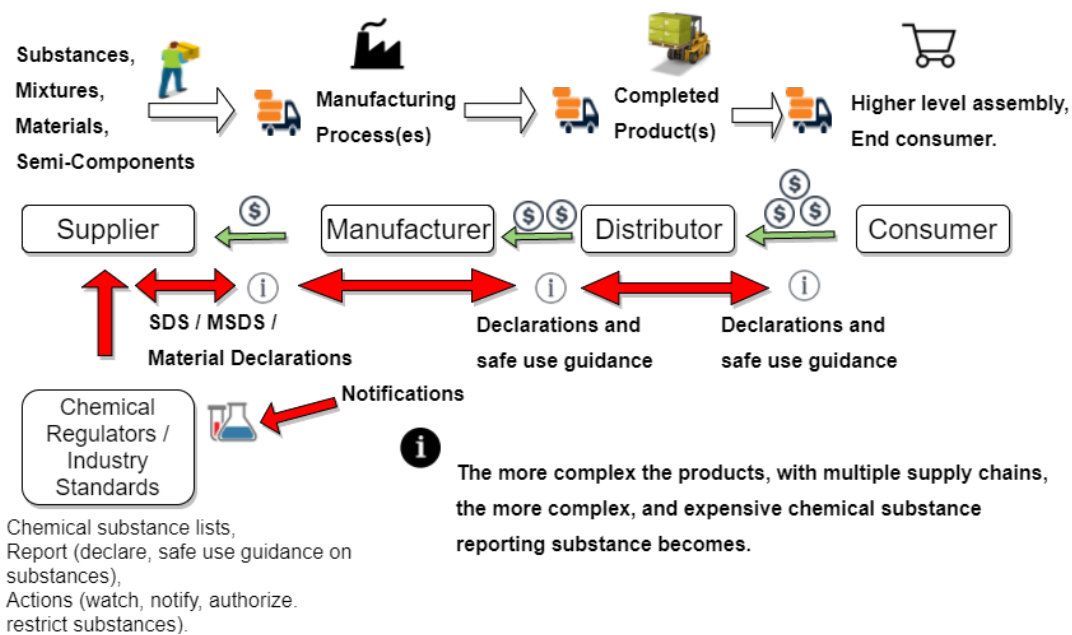 Substances,
Mixtures,
Materials,
Semi-Components
Manufacturing
Process(es)
Completed
Product(s)
Higher level assembly,
End consumer.
Supplier
$
Manufacturer
$ $
Distributor
$
$ $
Consumer
i
SDS / MSDS /
Material Declarations
i
Declarations and
safe use guidance
i
Declarations and
safe use guidance
Chemical
Regulators /
Industry
Standards
Notifications
i
The more complex the products, with multiple supply chains,
the more complex, and expensive chemical substance
reporting substance becomes.
Chemical substance lists,
Report (declare, safe use guidance on
substances),
Actions (watch, notify, authorize.
restrict substances).